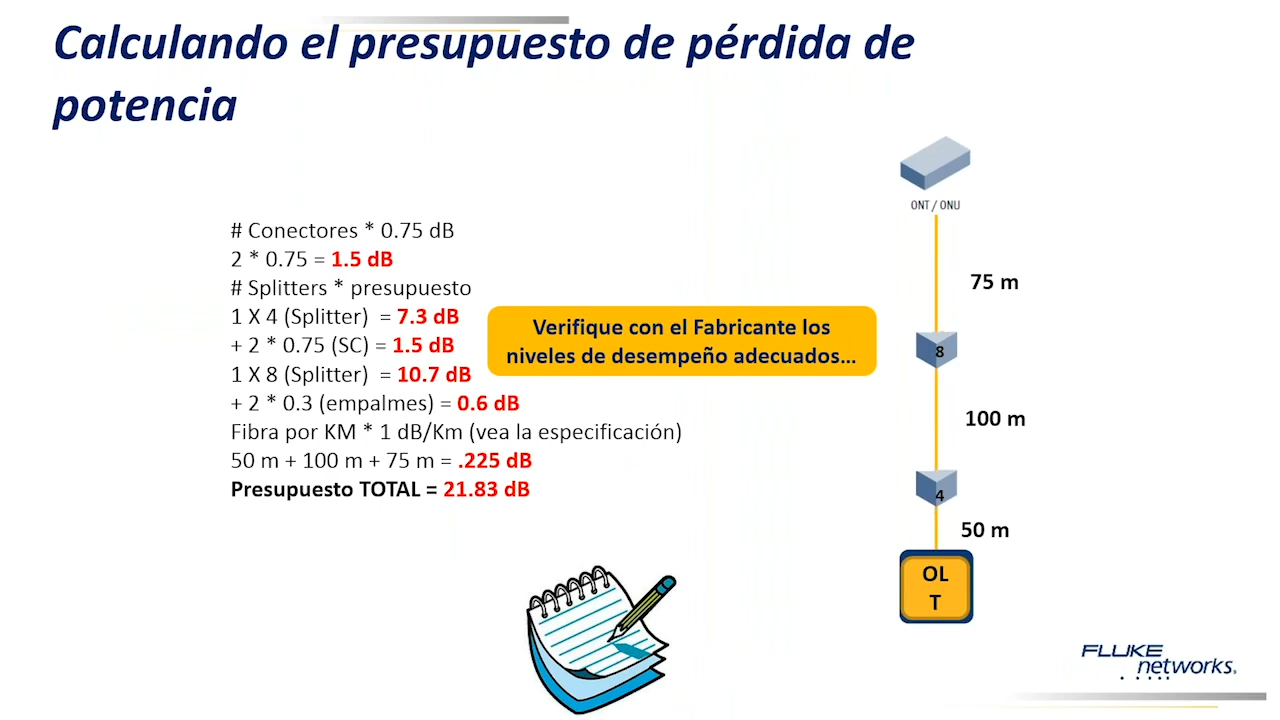 Calculando el presupuesto de pérdida de
potencia
# Conectores * 0.75 dB
2 * 0.75 = 1.5 dB
# Splitters * presupuesto
1 X 4 (Splitter)  = 7.3 dB
+ 2 * 0.75 (SC) = 1.5 dB
1 X 8 (Splitter)  = 10.7 dB
+ 2 * 0.3 (empalmes) = 0.6 dB
Fibra por KM * 1 dB/Km (vea la especificación)
50 m + 100 m + 75 m = .225 dB
Presupuesto TOTAL = 21.83 dB
Verifique con el Fabricante los
niveles de desempeño adecuados...
ONT / ONU
75 m
8
100 m
4
50 m
OL
T
FLUKE
networks®